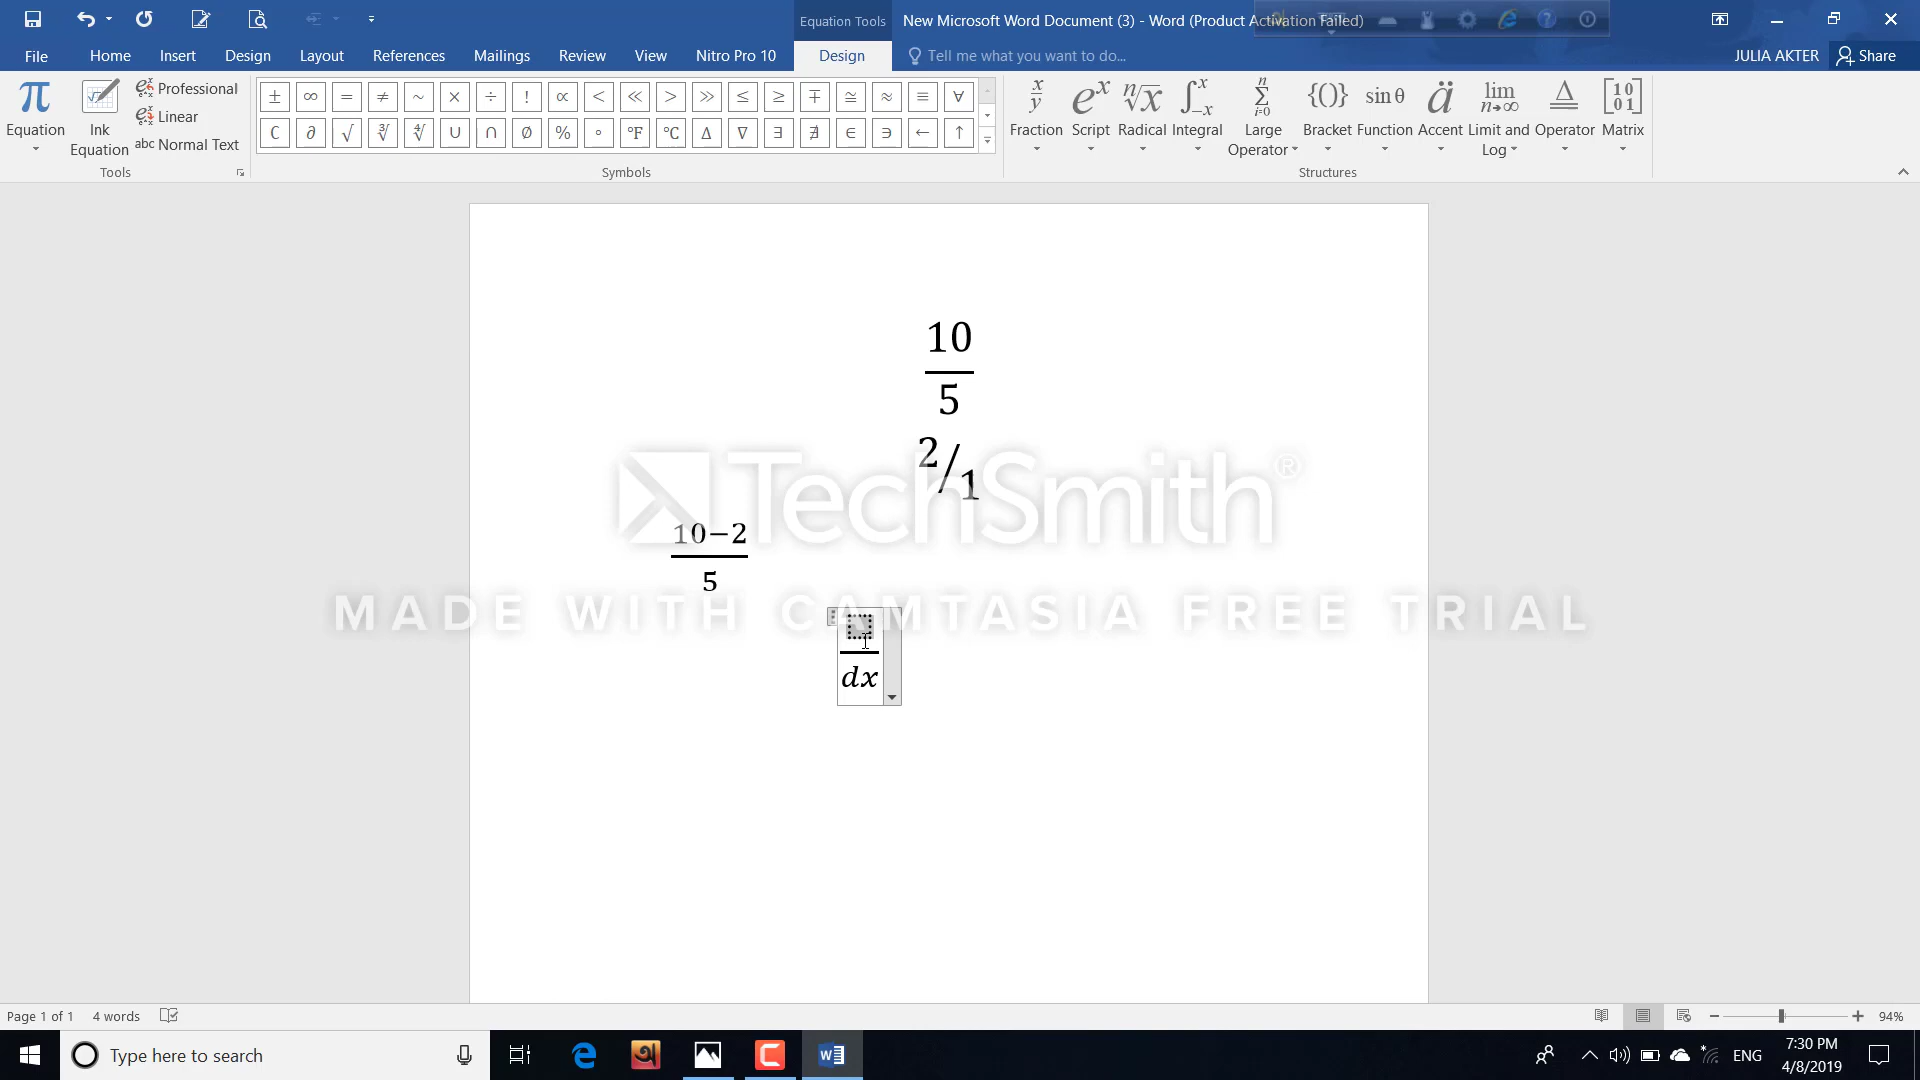 Equation Tools
New Microsoft Word Document (3) - Word (Product Activation Failed)
File Home Insert Design Layout References Mailings Review View Nitro Pro 10 Design Tell me what you want to do... JULIA AKTER Share
Equation
Ink Equation
Professional
Linear
abc Normal Text
Tools
± ∞ = ≠ ~ × ÷ ! ∝ < ≪ > ≫ ≤ ≥ ∓ ≅ ≈ ≡ ∀
∁ ∂ √ ∛ ∜ ∪ ∩ ∅ % ° °F °C ∆ ∇ ∃ ∄ ∈ ∋ ← ↑
Symbols
Fraction Script Radical Integral Large Operator Bracket Function Accent Limit and Log Operator Matrix
Structures
10
5
2/1
TechSmith®
10−2
5
MADE WITH CAMTASIA FREE TRIAL
dx
Page 1 of 1 4 words 94%
Type here to search
ENG
7:30 PM
4/8/2019